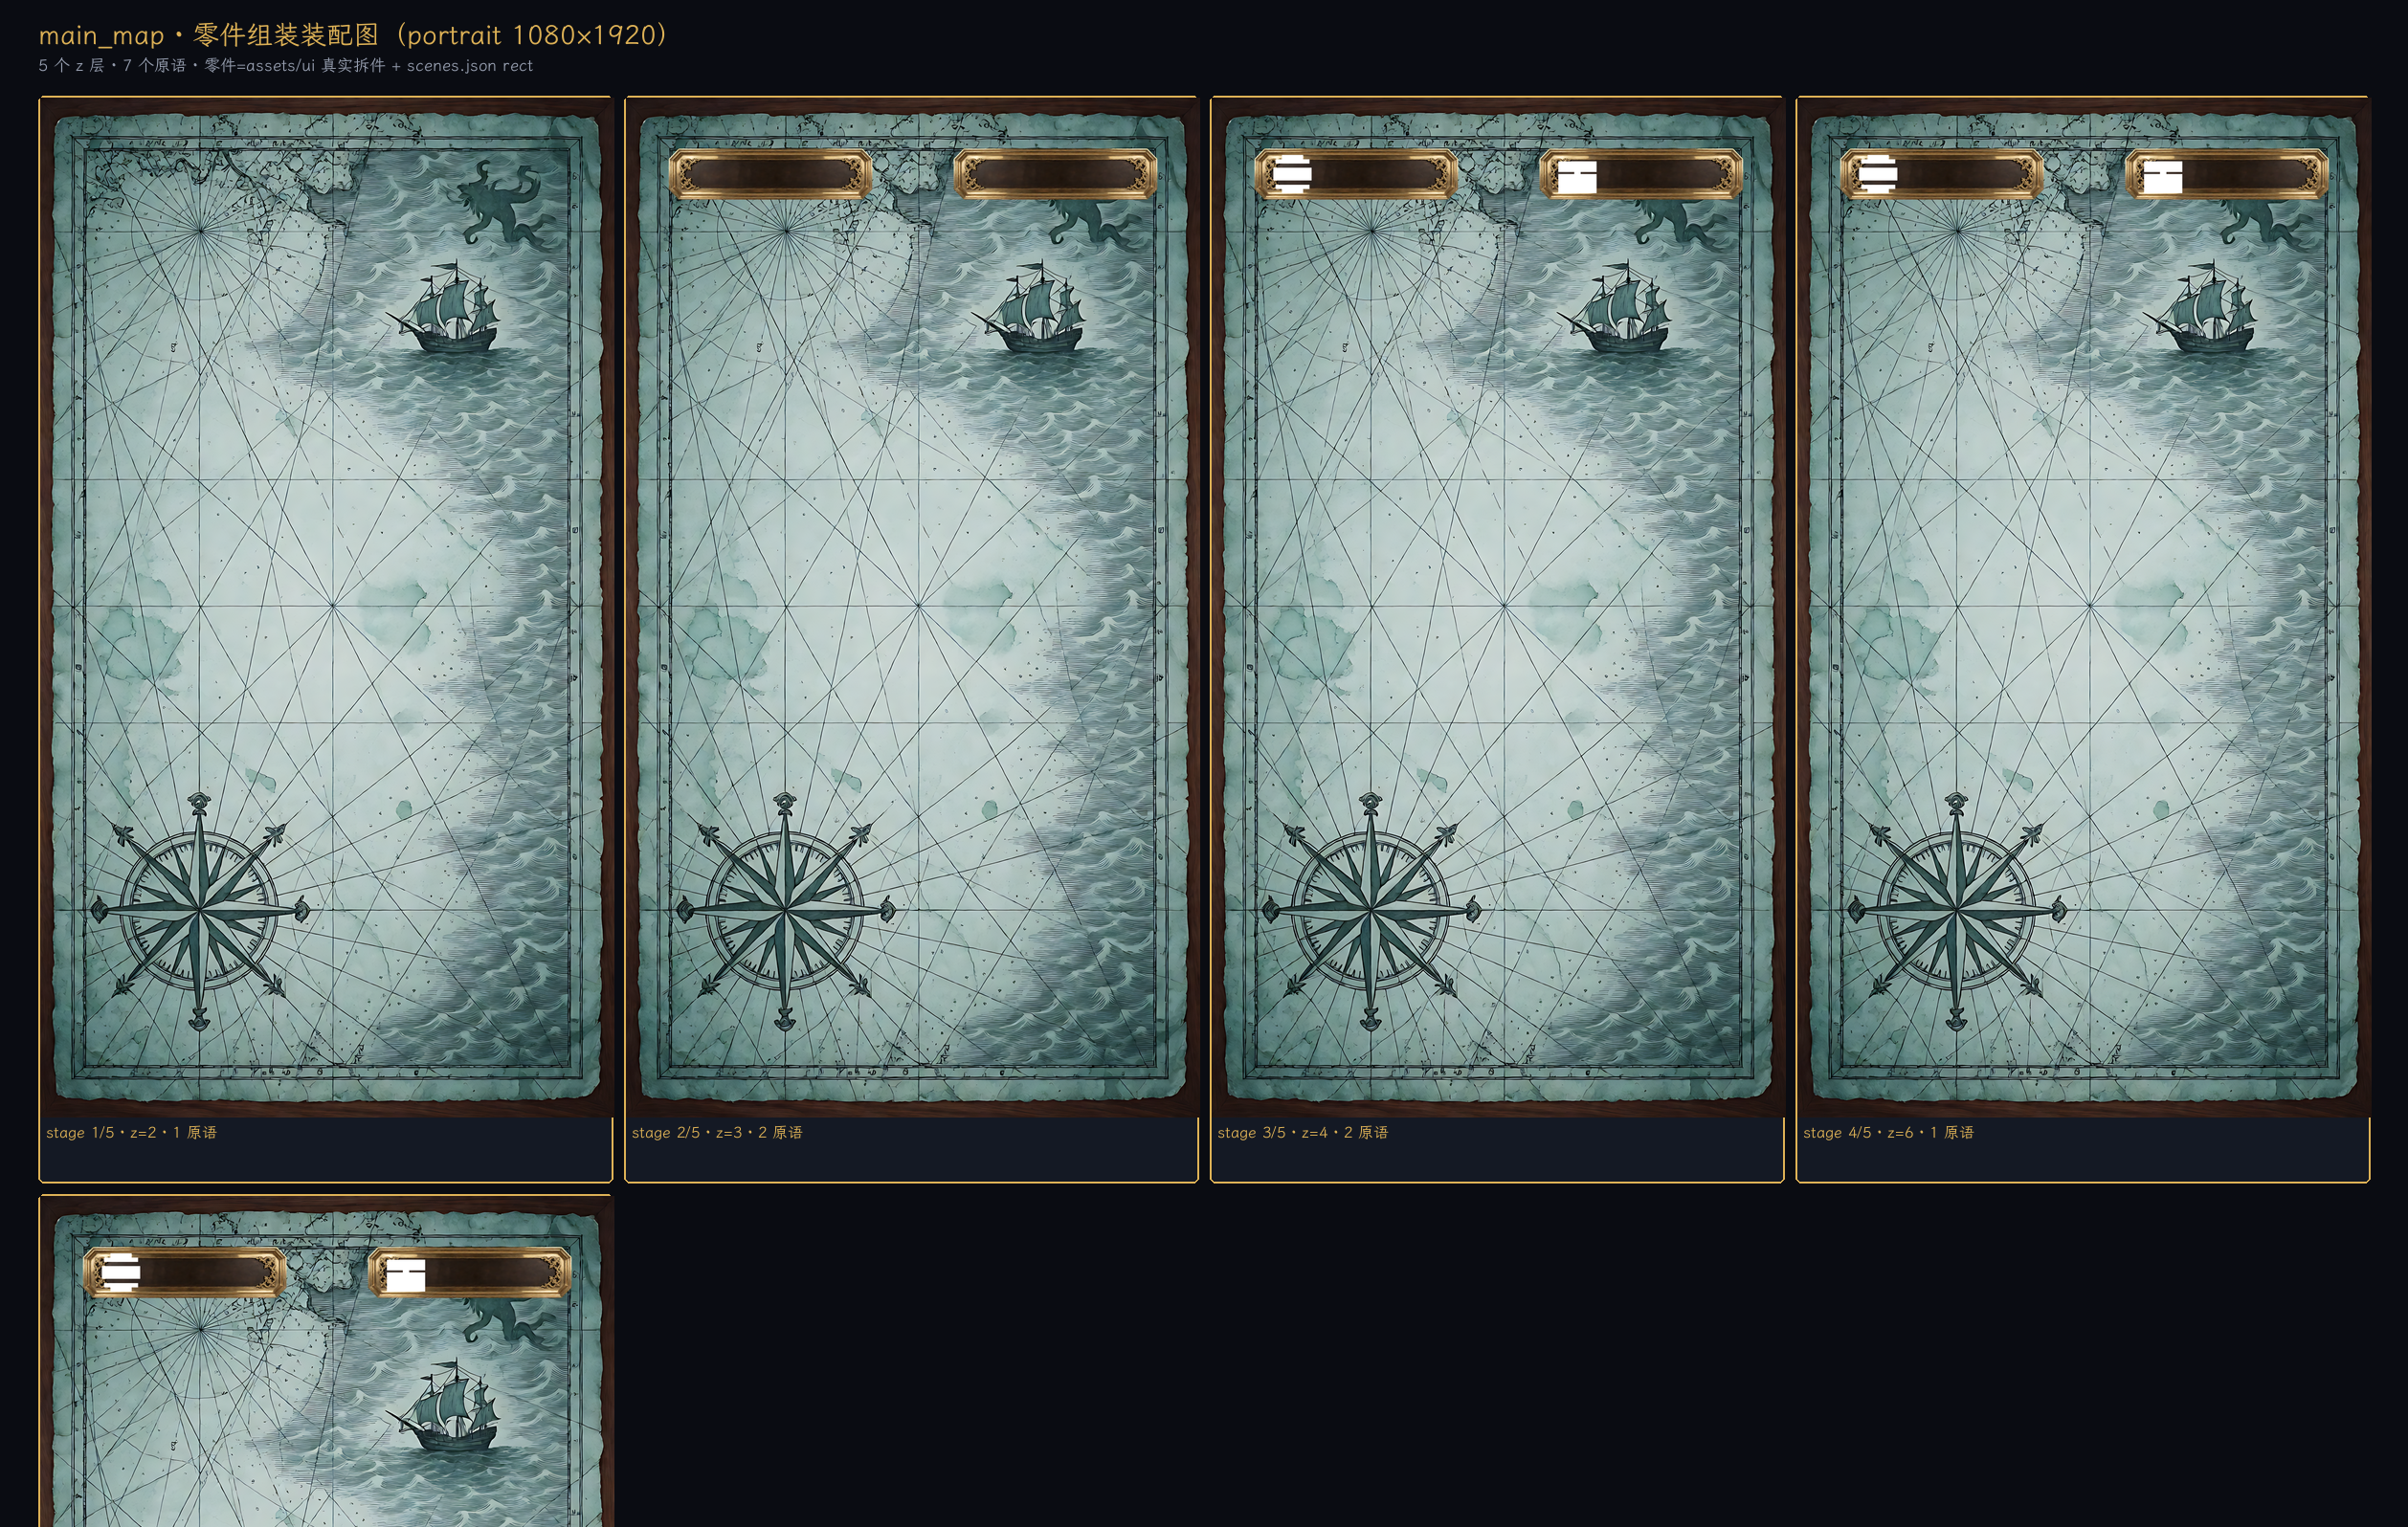 main_map • 零件组装装配图（portrait 1080×1920）
5 个 z 层 • 7 个原语 • 零件=assets/ui 真实拆件 + scenes.json rect
stage 1/5 • z=2 • 1 原语
stage 2/5 • z=3 • 2 原语
stage 3/5 • z=4 • 2 原语
stage 4/5 • z=6 • 1 原语